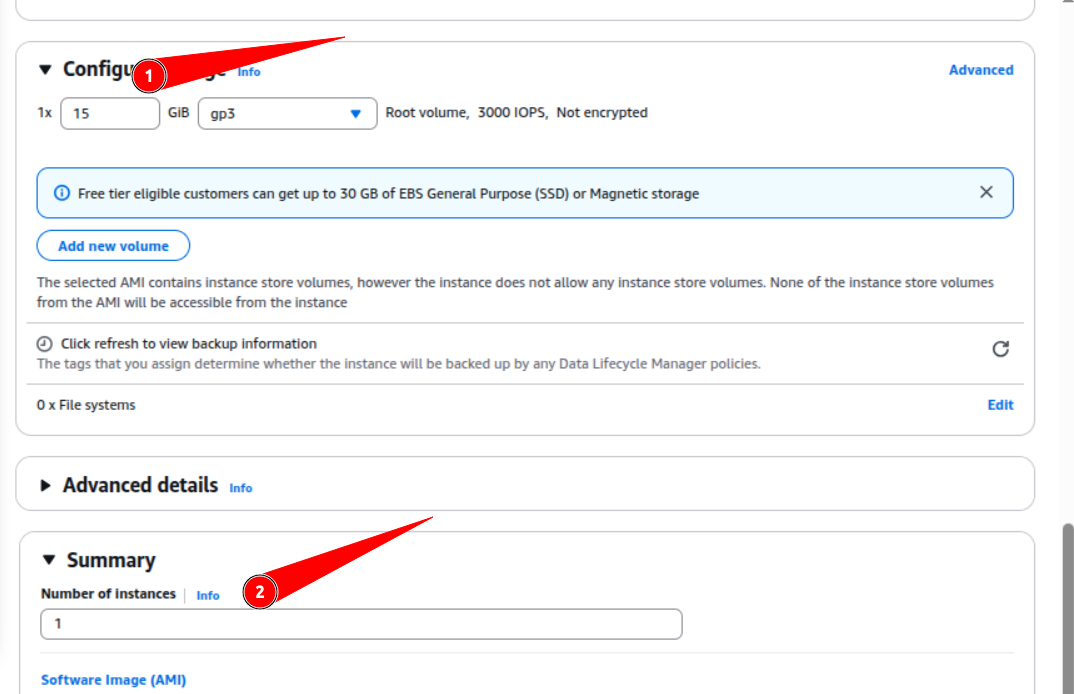 Info
Advanced
1
1x 15 GiB gp3 Root volume, 3000 IOPS, Not encrypted
Free tier eligible customers can get up to 30 GB of EBS General Purpose (SSD) or Magnetic storage
Add new volume
The selected AMI contains instance store volumes, however the instance does not allow any instance store volumes. None of the instance store volumes
from the AMI will be accessible from the instance
Click refresh to view backup information
The tags that you assign determine whether the instance will be backed up by any Data Lifecycle Manager policies.
0 x File systems Edit
Advanced details Info
Summary
Number of instances Info
2
1
Software Image (AMI)